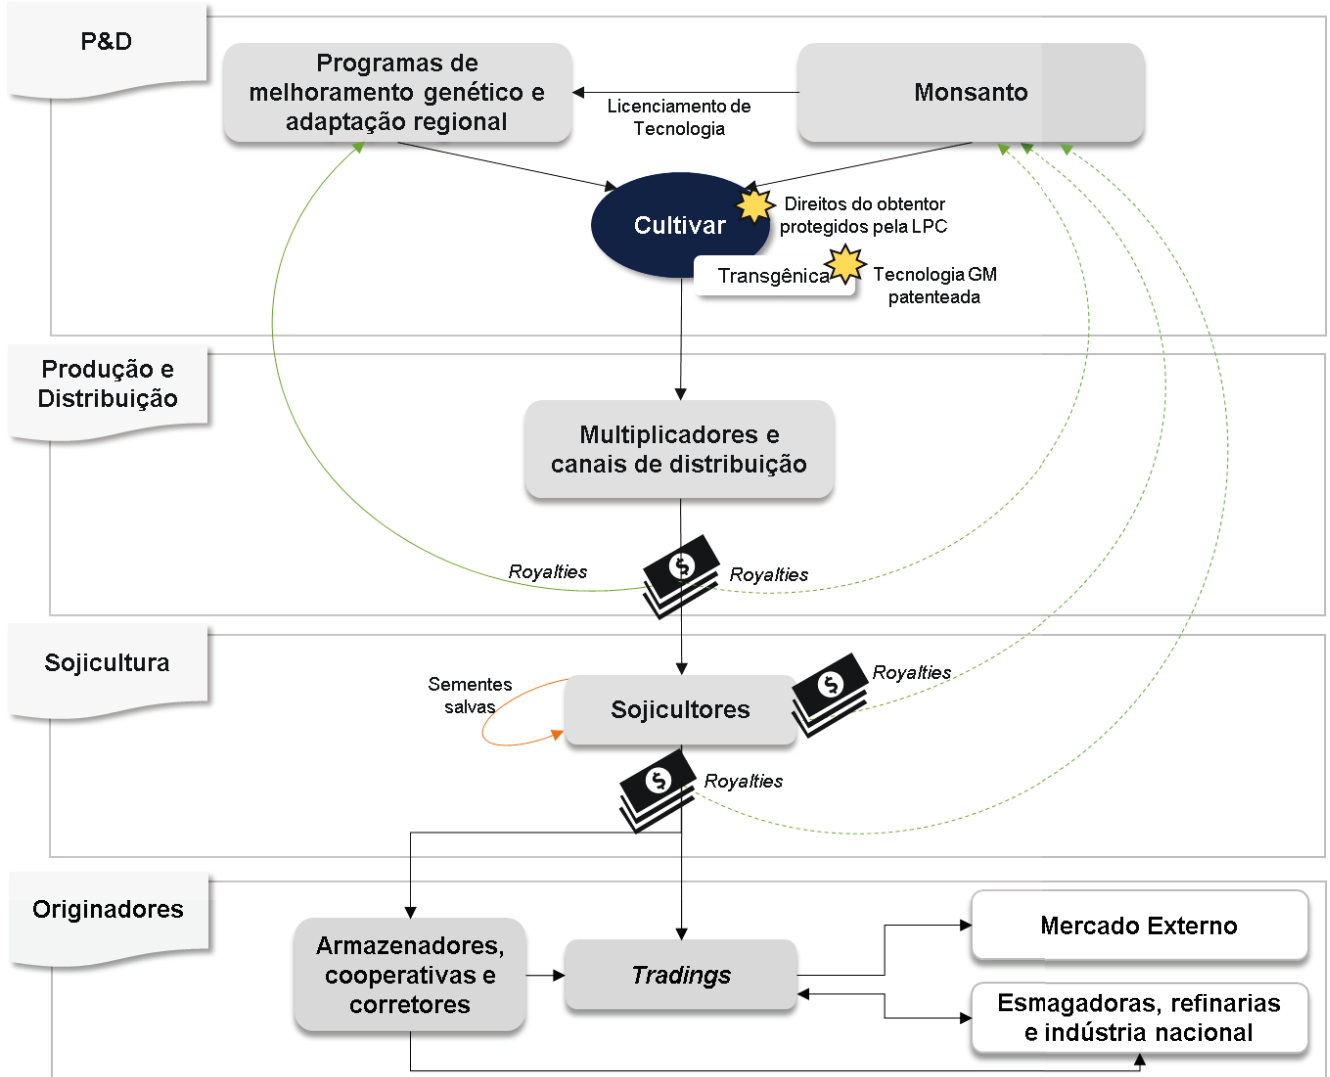 P&D
Programas de
melhoramento genético e
adaptação regional
Licenciamento de
Tecnologia
Monsanto
Cultivar
Direitos do obtentor
protegidos pela LPC
Transgênica
Tecnologia GM
patenteada
Produção e
Distribuição
Multiplicadores e
canais de distribuição
Royalties
$
Royalties
Sojicultura
Sementes
salvas
Sojicultores
$
Royalties
$
Royalties
Originadores
Armazenadores,
cooperativas e
corretores
Tradings
Mercado Externo
Esmagadoras, refinarias
e indústria nacional